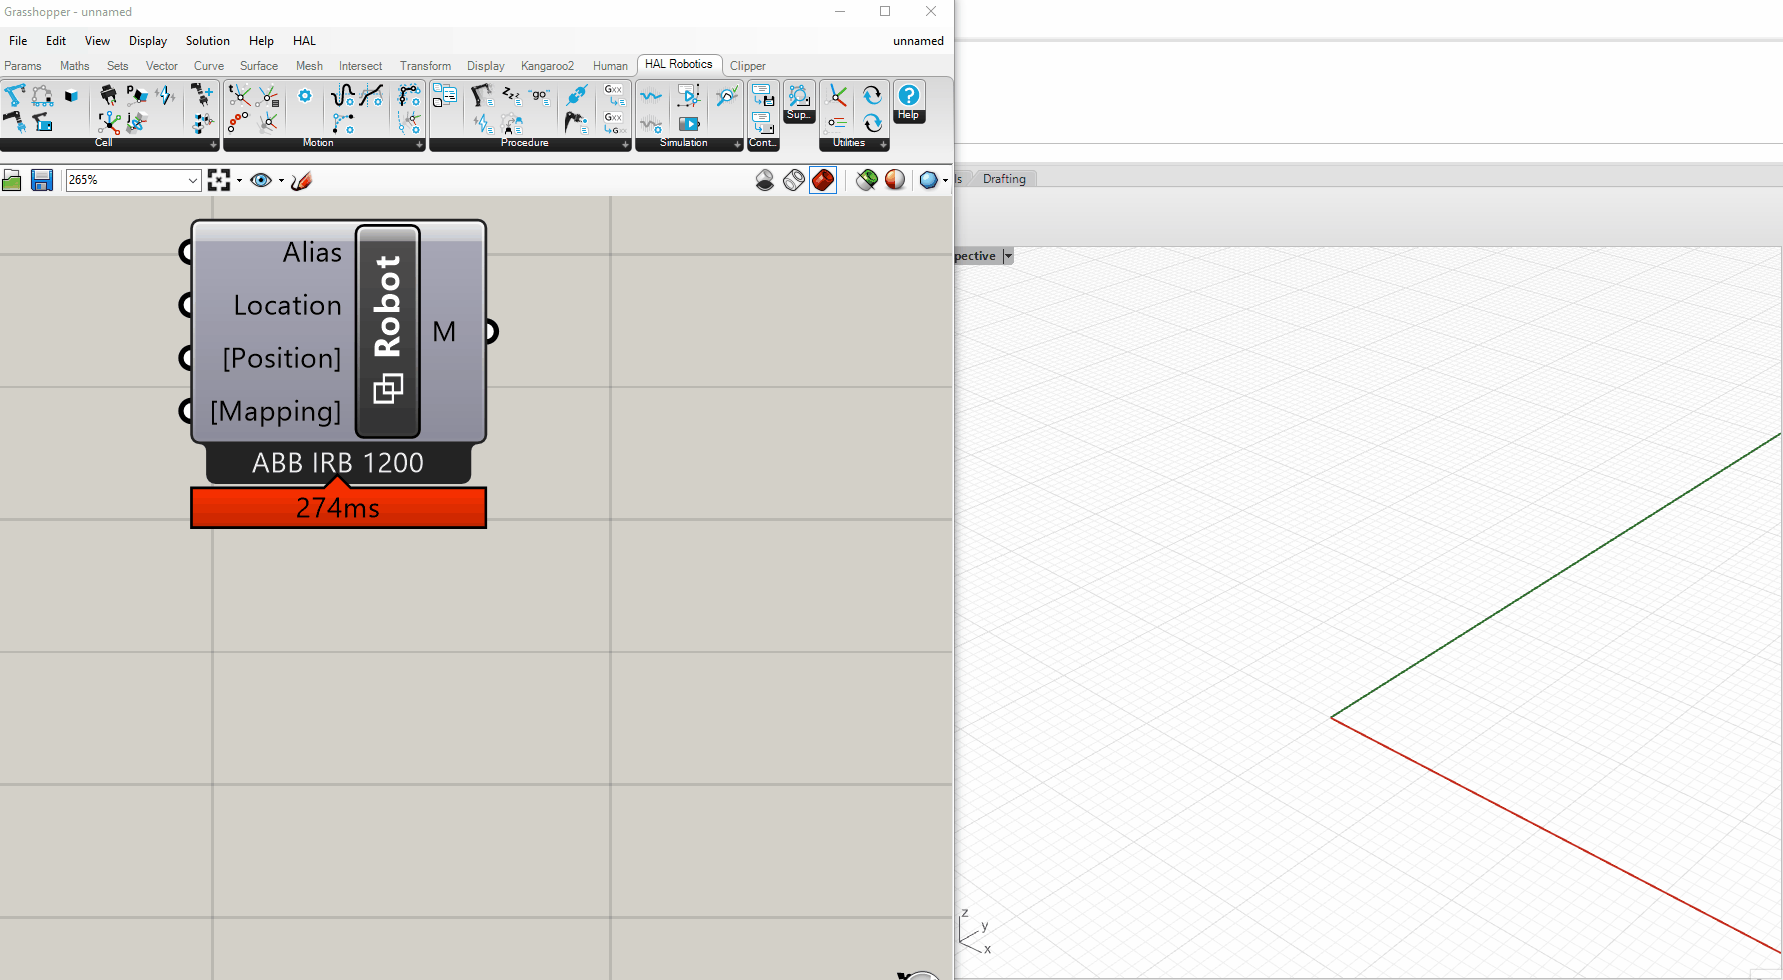 Grasshopper - unnamed
File Edit View Display Solution Help HAL unnamed
Params Maths Sets Vector Curve Surface Mesh Intersect Transform Display Kangaroo2 Human HAL Robotics Clipper
Cell Motion Procedure Simulation Cont.. Sup.. Utilities Help
265%
ls Drafting
pective
Alias
Location
[Position]
[Mapping]
Robot
M
ABB IRB 1200
274ms
z
y
x